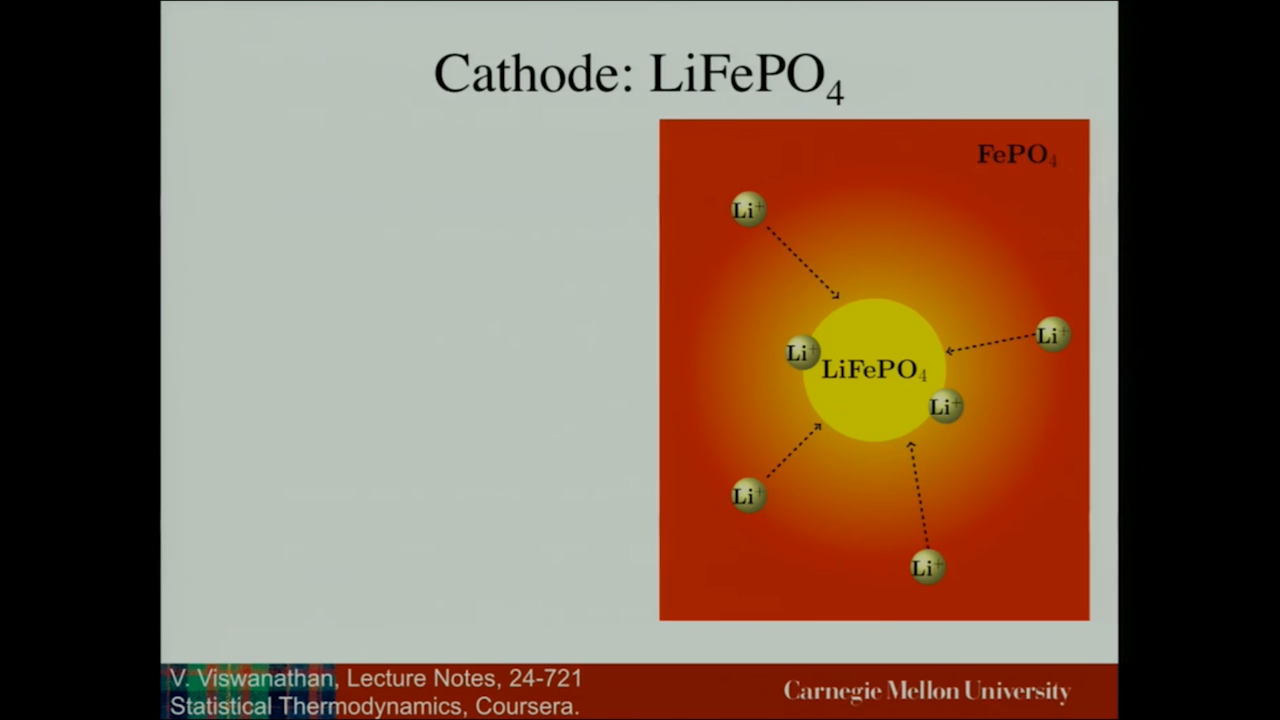 Cathode: LiFePO₄
FePO₄
Li⁺
Li⁺
Li⁺
LiFePO₄
Li⁺
Li⁺
Li⁺
V. Viswanathan, Lecture Notes, 24-721
Statistical Thermodynamics, Coursera.
Carnegie Mellon University